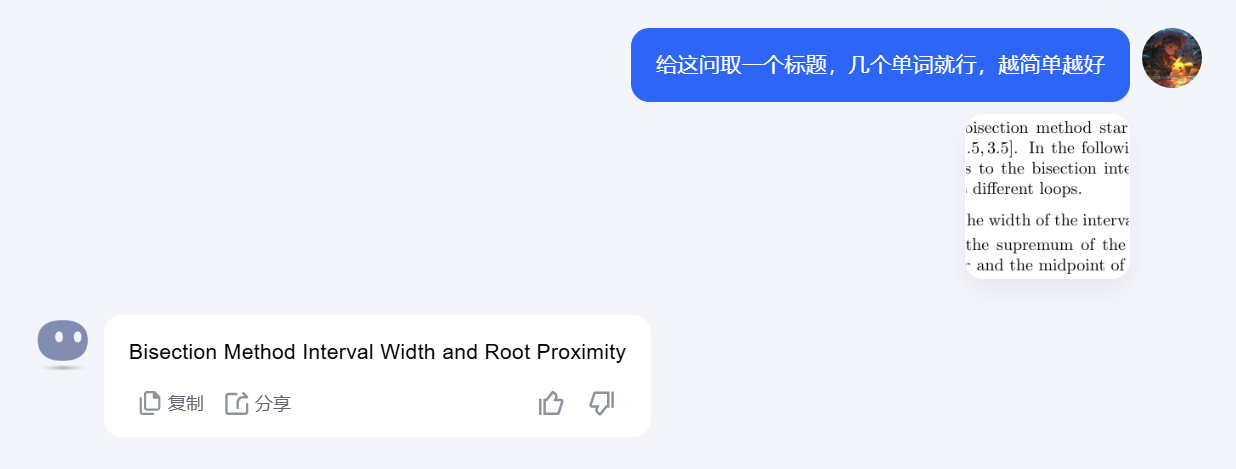 给这问取一个标题，几个单词就行，越简单越好
bisection method star
.5, 3.5]. In the followi
s to the bisection inte
different loops.
he width of the interva
the supremum of the
and the midpoint of
Bisection Method Interval Width and Root Proximity
复制 分享